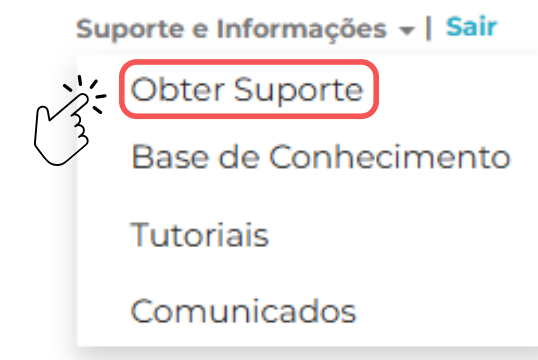 Suporte e Informações | Sair
Obter Suporte
Base de Conhecimento
Tutoriais
Comunicados